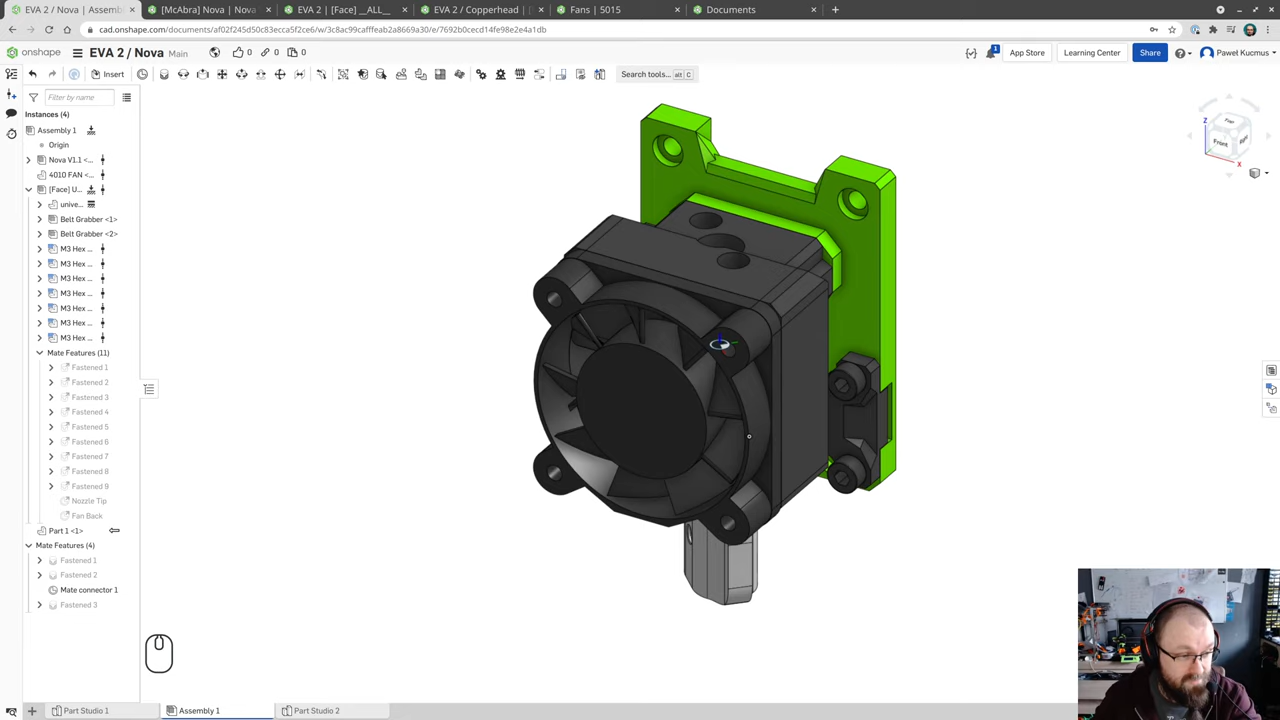 EVA 2 / Nova | Assemb
[McAbra] Nova | Nova
EVA 2 | [Face] __ALL__
EVA 2 / Copperhead | F
Fans | 5015
Documents
cad.onshape.com/documents/af02f245d50c83ecca5f2ce6/w/3c8ac99cafffeab2a8669a30/e/7692b0cecd14fe98e2e4a1db
onshape
EVA 2 / Nova Main
0
0
0
App Store
Learning Center
Share
Paweł Kucmus
Insert
Search tools... alt C
Filter by name
Instances (4)
Assembly 1
Origin
Nova V1.1 <...
4010 FAN <...
[Face] U...
unive...
Belt Grabber <1>
Belt Grabber <2>
M3 Hex ...
M3 Hex ...
M3 Hex ...
M3 Hex ...
M3 Hex ...
M3 Hex ...
M3 Hex ...
Mate Features (11)
Fastened 1
Fastened 2
Fastened 3
Fastened 4
Fastened 5
Fastened 6
Fastened 7
Fastened 8
Fastened 9
Nozzle Tip
Fan Back
Part 1 <1>
Mate Features (4)
Fastened 1
Fastened 2
Mate connector 1
Fastened 3
Z
Front
Right
X
Part Studio 1
Assembly 1
Part Studio 2